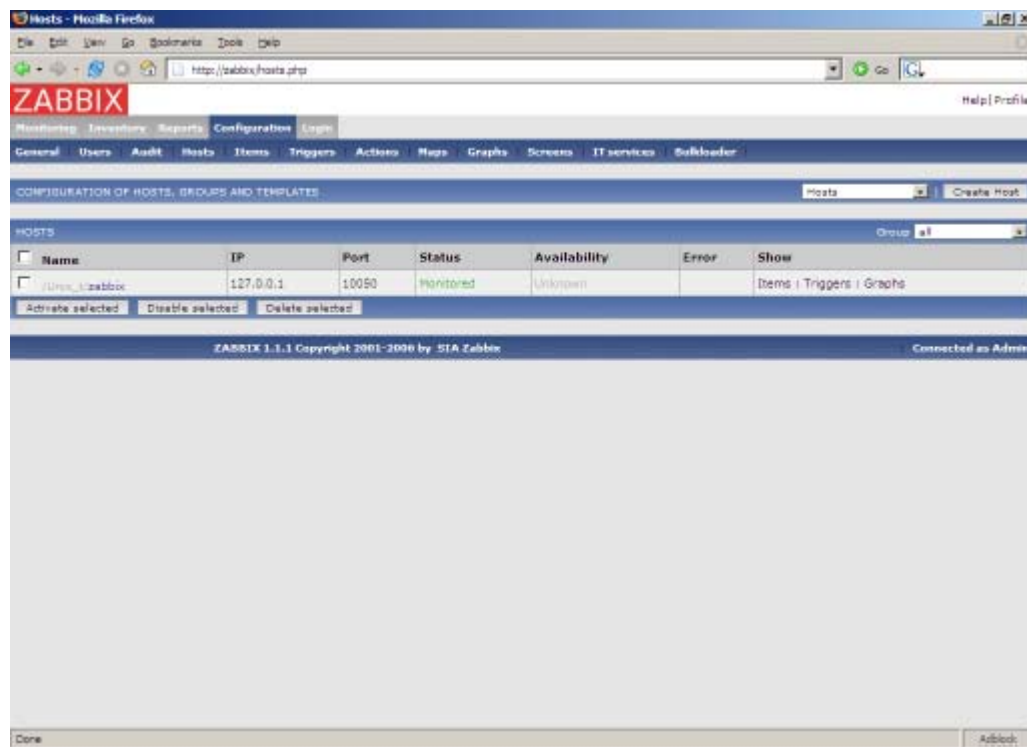 Hosts - Mozilla Firefox
File Edit View Go Bookmarks Tools Help
http://zabbix/hosts.php Go
ZABBIX
Help | Profile
Monitoring Inventory Reports Configuration Login
General Users Audit Hosts Items Triggers Actions Maps Graphs Screens IT services Bulkloader
CONFIGURATION OF HOSTS, GROUPS AND TEMPLATES Hosts Create Host
HOSTS Group all
Name IP Port Status Availability Error Show
zabbix 127.0.0.1 10050 Monitored Unknown Items | Triggers | Graphs
Activate selected Disable selected Delete selected
ZABBIX 1.1.1 Copyright 2001-2006 by SIA Zabbix Connected as Admin
Done Adblock